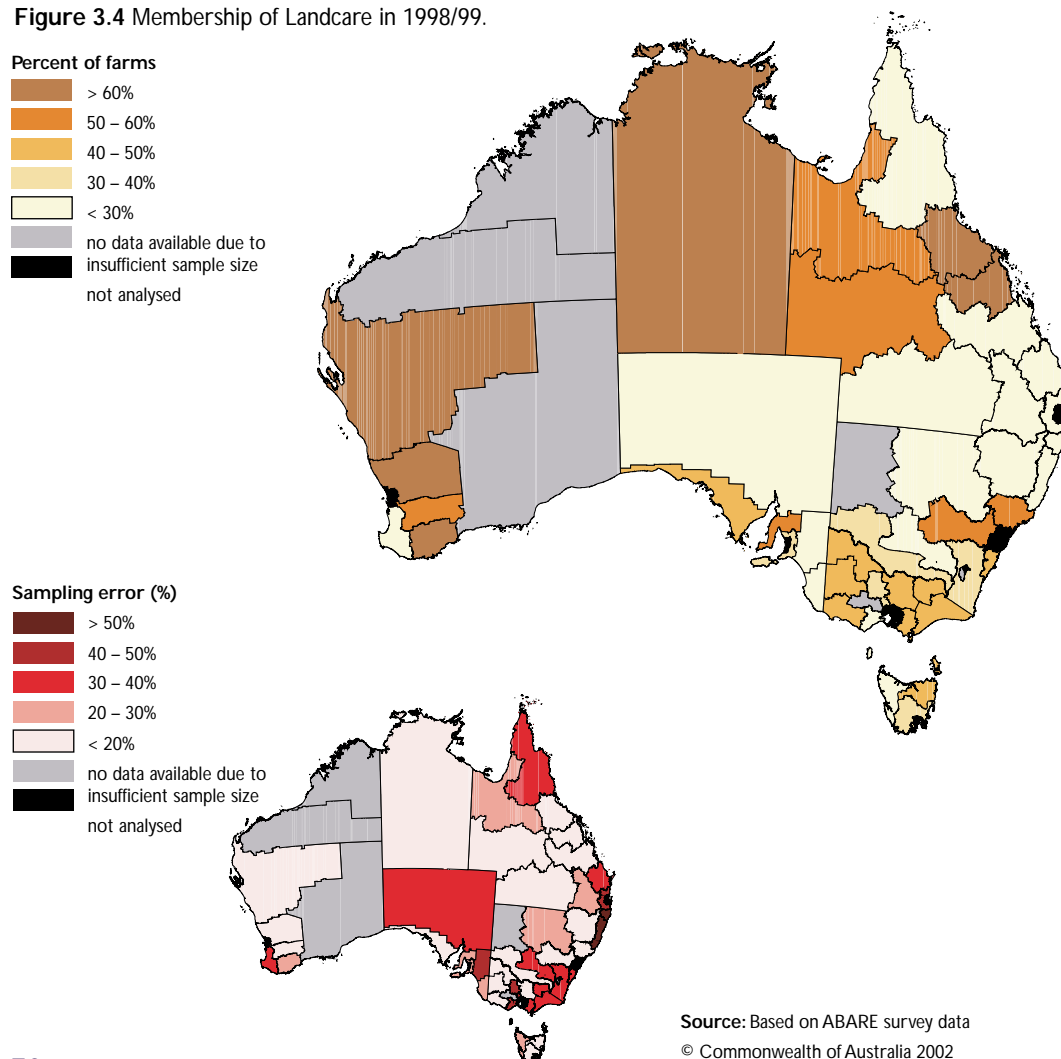 Figure 3.4 Membership of Landcare in 1998/99.
Percent of farms
> 60%
50 – 60%
40 – 50%
30 – 40%
< 30%
no data available due to
insufficient sample size
not analysed
Sampling error (%)
> 50%
40 – 50%
30 – 40%
20 – 30%
< 20%
no data available due to
insufficient sample size
not analysed
Source: Based on ABARE survey data
© Commonwealth of Australia 2002